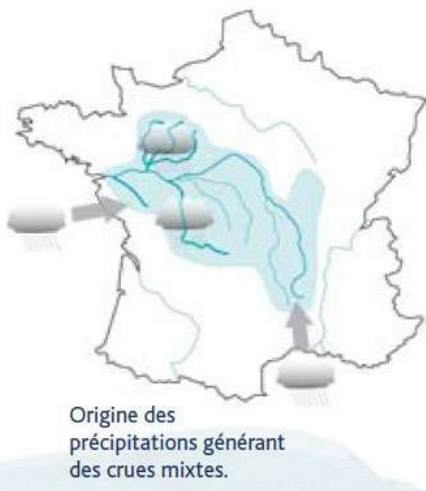 Origine des
précipitations générant
des crues mixtes.